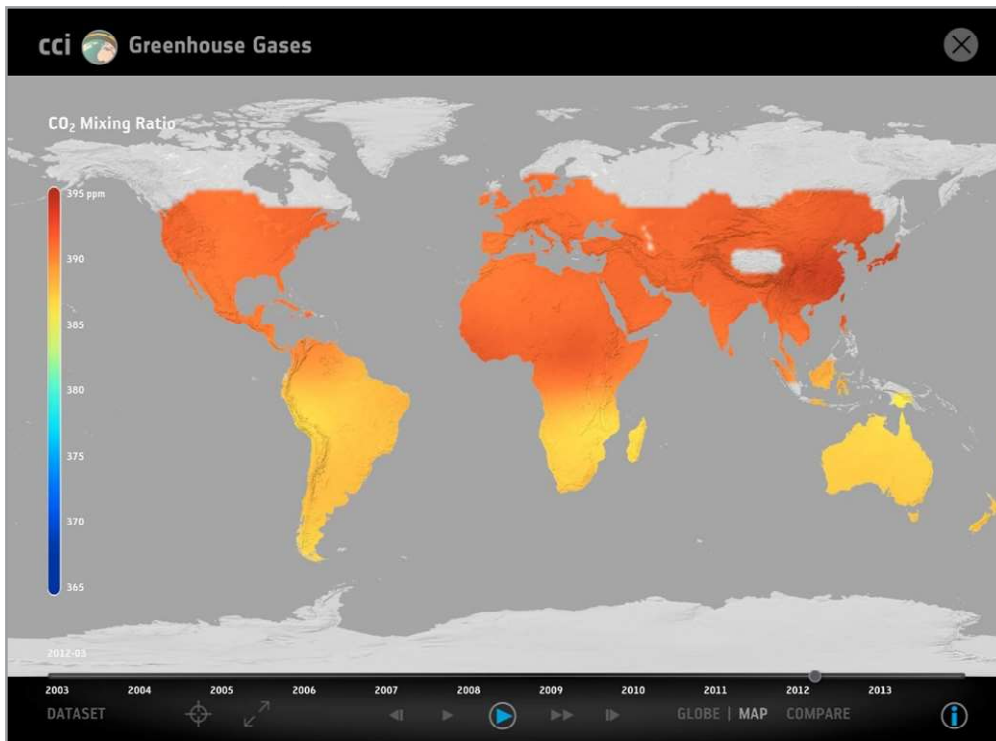 cci Greenhouse Gases
CO₂ Mixing Ratio
395 ppm
390
385
380
375
370
365
2012-03
2003 2004 2005 2006 2007 2008 2009 2010 2011 2012 2013
DATASET GLOBE | MAP COMPARE i